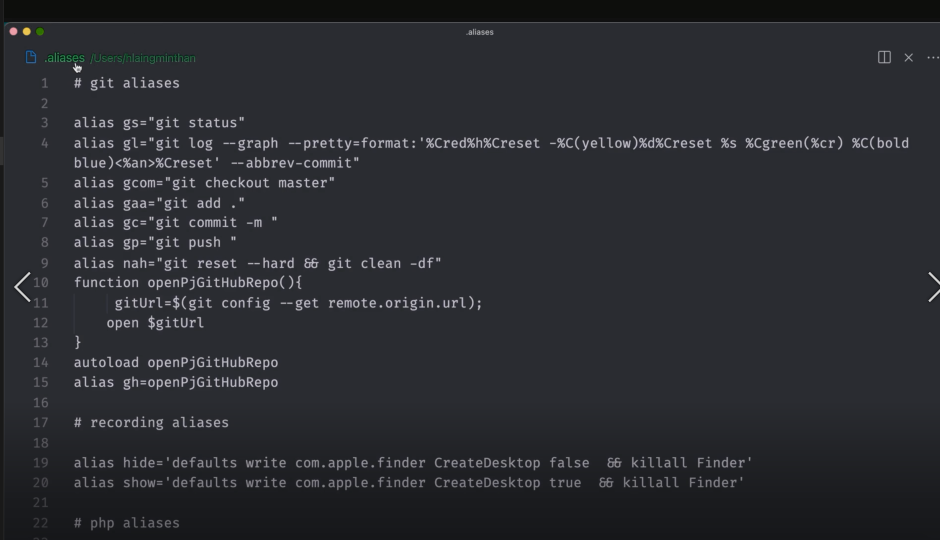 .aliases
.aliases /Users/hlaingminthan
1 # git aliases
2
3 alias gs="git status"
4 alias gl="git log --graph --pretty=format:'%Cred%h%Creset -%C(yellow)%d%Creset %s %Cgreen(%cr) %C(bold
blue)<%an>%Creset' --abbrev-commit"
5 alias gcom="git checkout master"
6 alias gaa="git add ."
7 alias gc="git commit -m "
8 alias gp="git push "
9 alias nah="git reset --hard && git clean -df"
10 function openPjGitHubRepo(){
11 gitUrl=$(git config --get remote.origin.url);
12 open $gitUrl
13 }
14 autoload openPjGitHubRepo
15 alias gh=openPjGitHubRepo
16
17 # recording aliases
18
19 alias hide='defaults write com.apple.finder CreateDesktop false  && killall Finder'
20 alias show='defaults write com.apple.finder CreateDesktop true  && killall Finder'
21
22 # php aliases